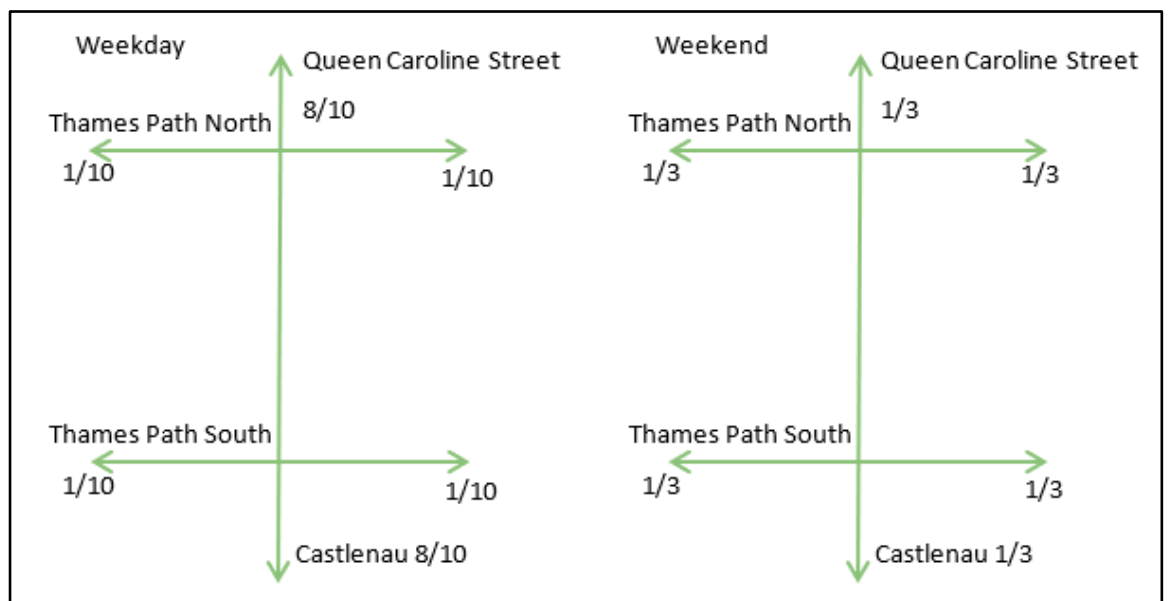 Weekday
Queen Caroline Street
8/10
Thames Path North
1/10
1/10
Thames Path South
1/10
1/10
Castlenau 8/10
Weekend
Queen Caroline Street
1/3
Thames Path North
1/3
1/3
Thames Path South
1/3
1/3
Castlenau 1/3